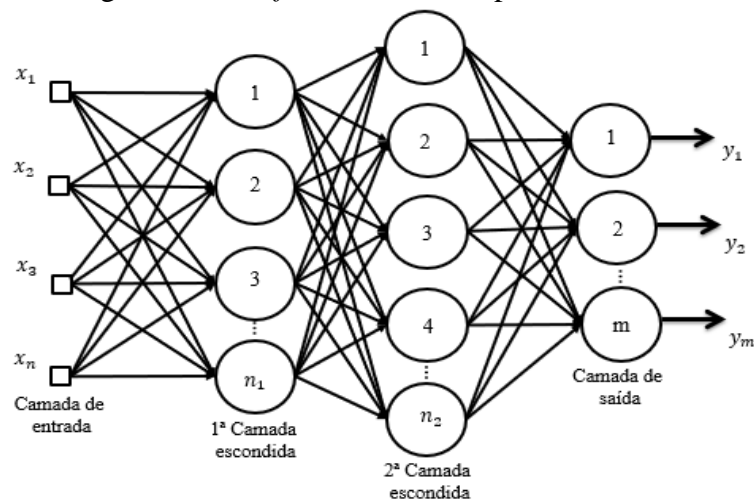 x₁
x₂
x₃
xₙ
Camada de
entrada
1
2
3
n₁
1ª Camada
escondida
1
2
3
4
n₂
2ª Camada
escondida
1
2
m
Camada de
saída
y₁
y₂
yₘ